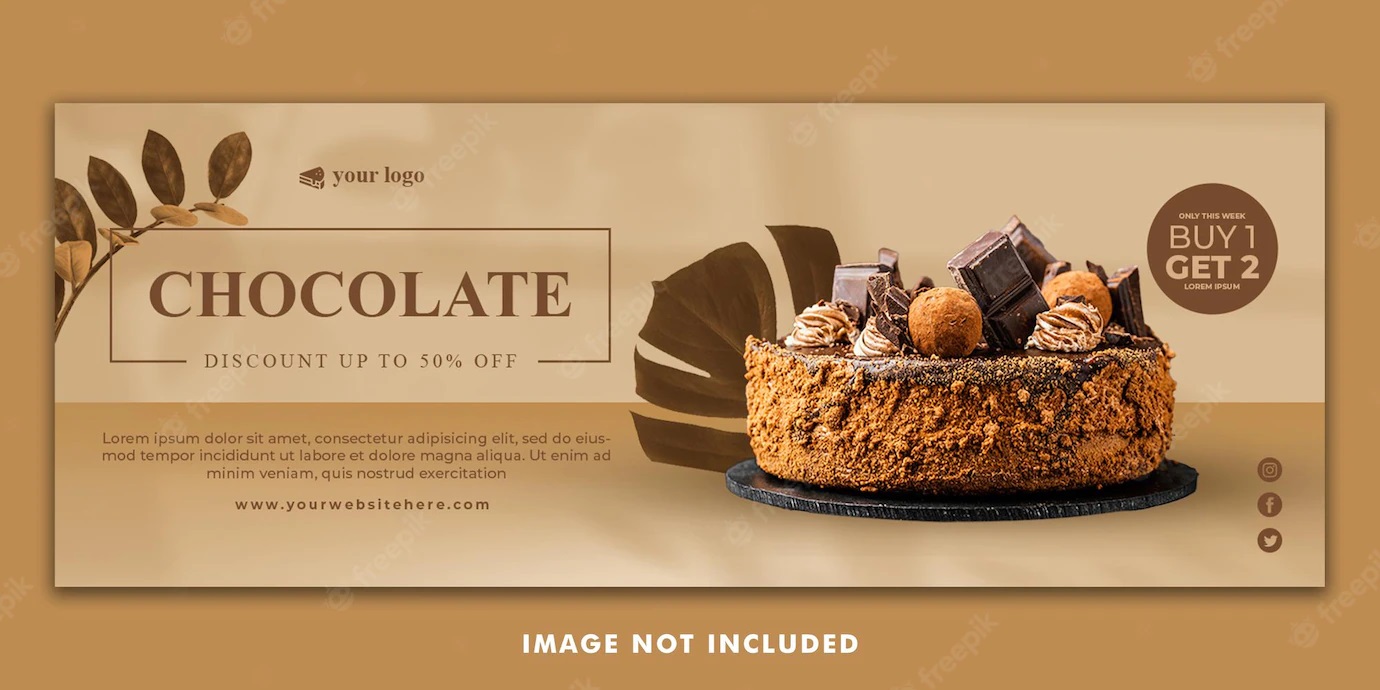 your logo
CHOCOLATE
DISCOUNT UP TO 50% OFF
Lorem ipsum dolor sit amet, consectetur adipisicing elit, sed do eius-
mod tempor incididunt ut labore et dolore magna aliqua. Ut enim ad
minim veniam, quis nostrud exercitation
www.yourwebsitehere.com
ONLY THIS WEEK
BUY 1
GET 2
LOREM IPSUM
IMAGE NOT INCLUDED
freepik